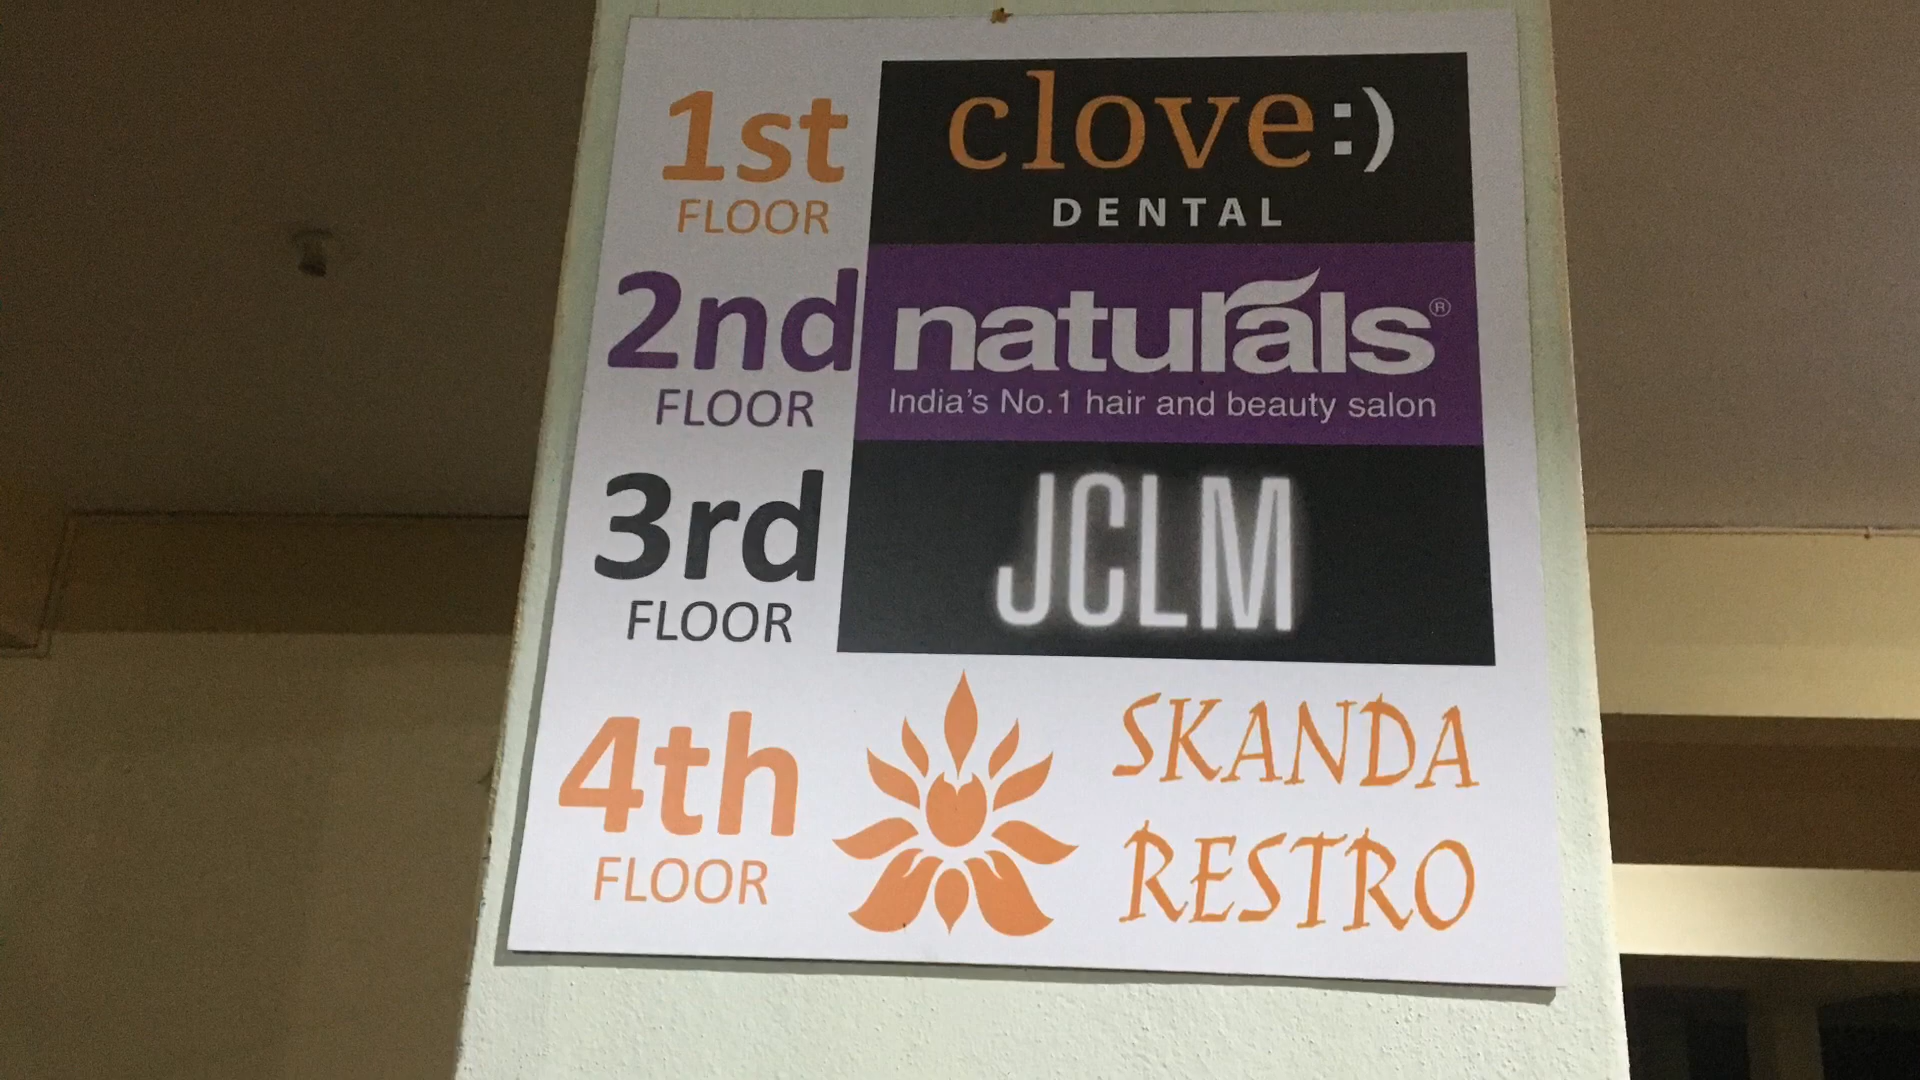 1st
FLOOR
clove:)
DENTAL
2nd
FLOOR
naturals®
India's No.1 hair and beauty salon
3rd
FLOOR
JCLM
4th
FLOOR
SKANDA
RESTRO